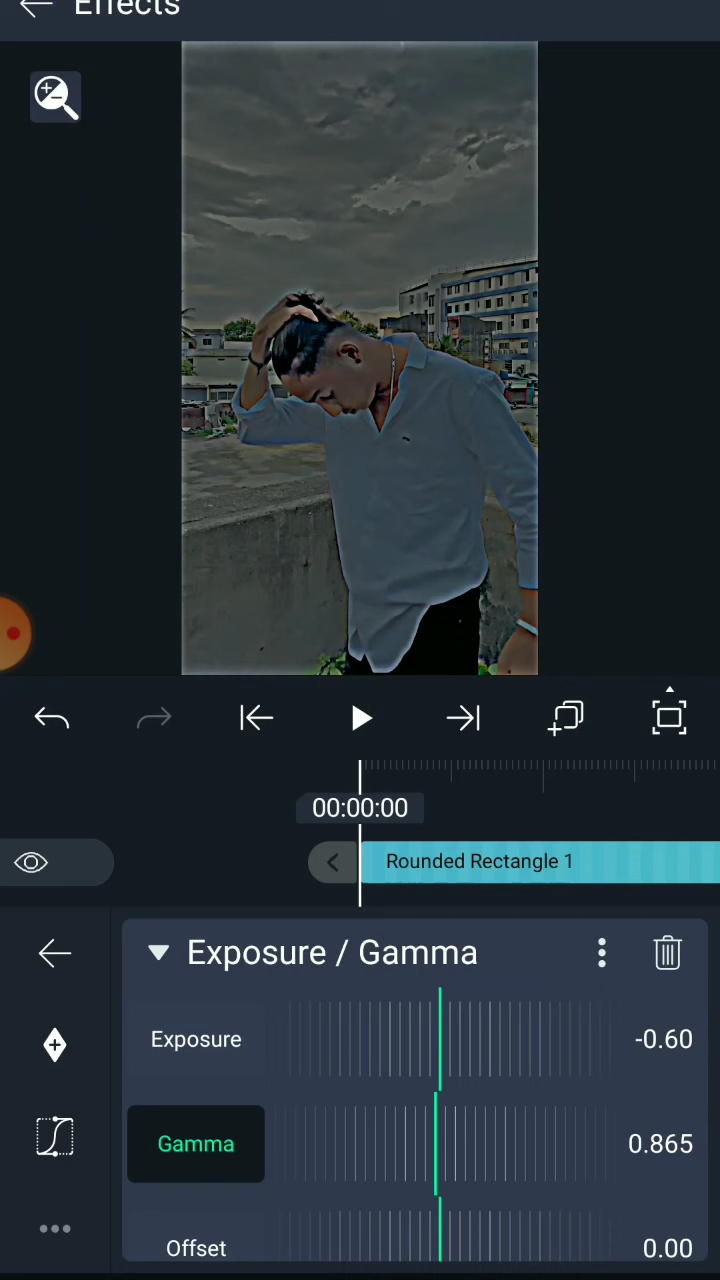 Effects
00:00:00
Rounded Rectangle 1
Exposure / Gamma
Exposure -0.60
Gamma 0.865
Offset 0.00